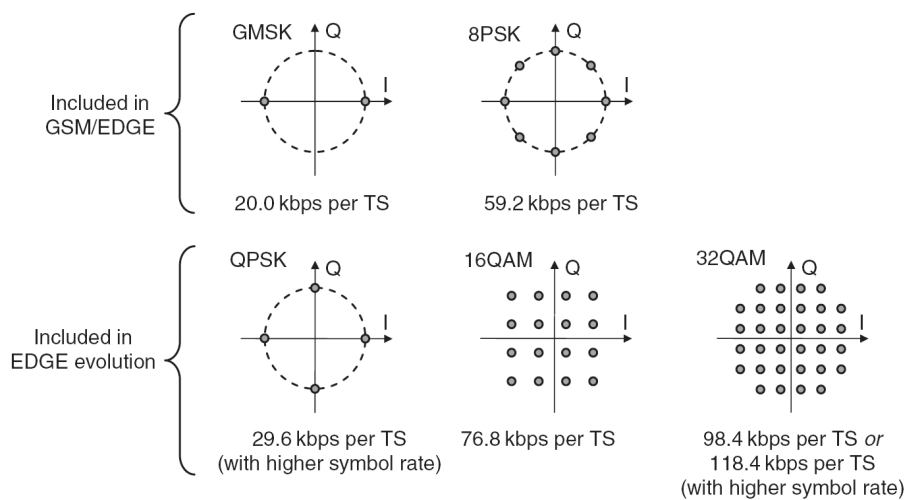 GMSK
Q
I
8PSK
Q
I
Included in
GSM/EDGE
20.0 kbps per TS
59.2 kbps per TS
QPSK
Q
I
16QAM
Q
I
32QAM
Q
I
Included in
EDGE evolution
29.6 kbps per TS
(with higher symbol rate)
76.8 kbps per TS
98.4 kbps per TS or
118.4 kbps per TS
(with higher symbol rate)